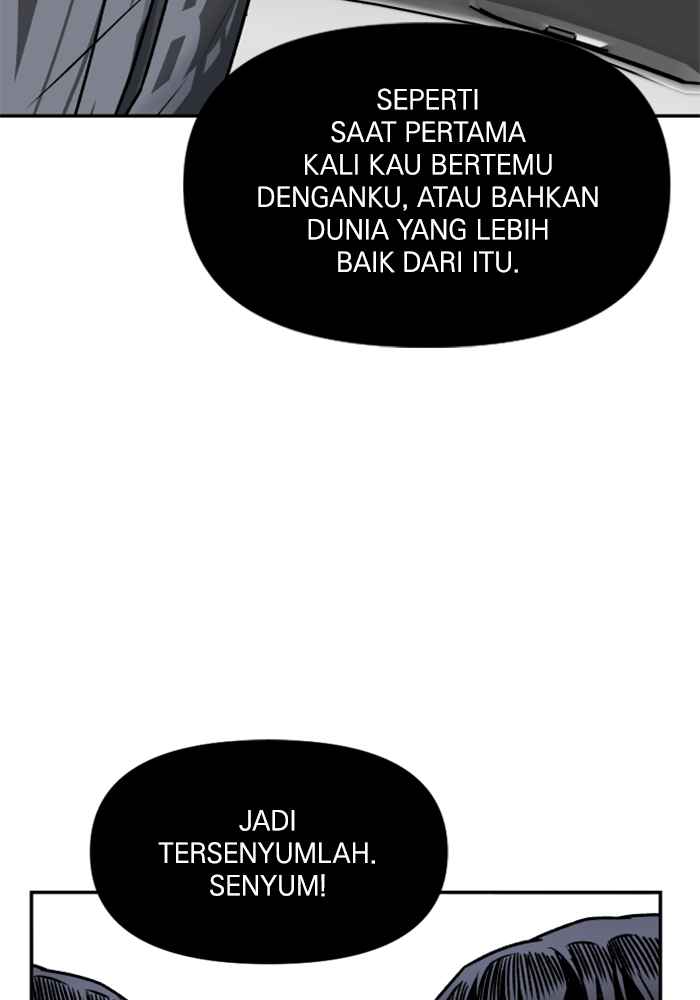 SEPERTI
SAAT PERTAMA
KALI KAU BERTEMU
DENGANKU, ATAU BAHKAN
DUNIA YANG LEBIH
BAIK DARI ITU.
JADI
TERSENYUMLAH.
SENYUM!